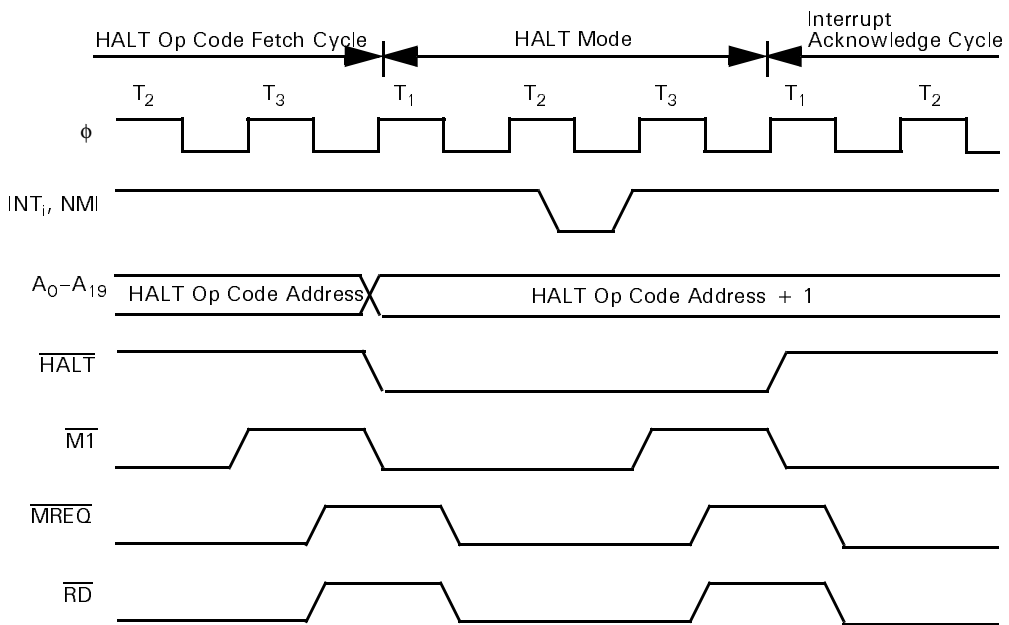 HALT Op Code Fetch Cycle
HALT Mode
Interrupt
Acknowledge Cycle
T2 T3 T1 T2 T3 T1 T2
ϕ
INTi, NMI
A0–A19
HALT Op Code Address
HALT Op Code Address + 1
HALT
M1
MREQ
RD